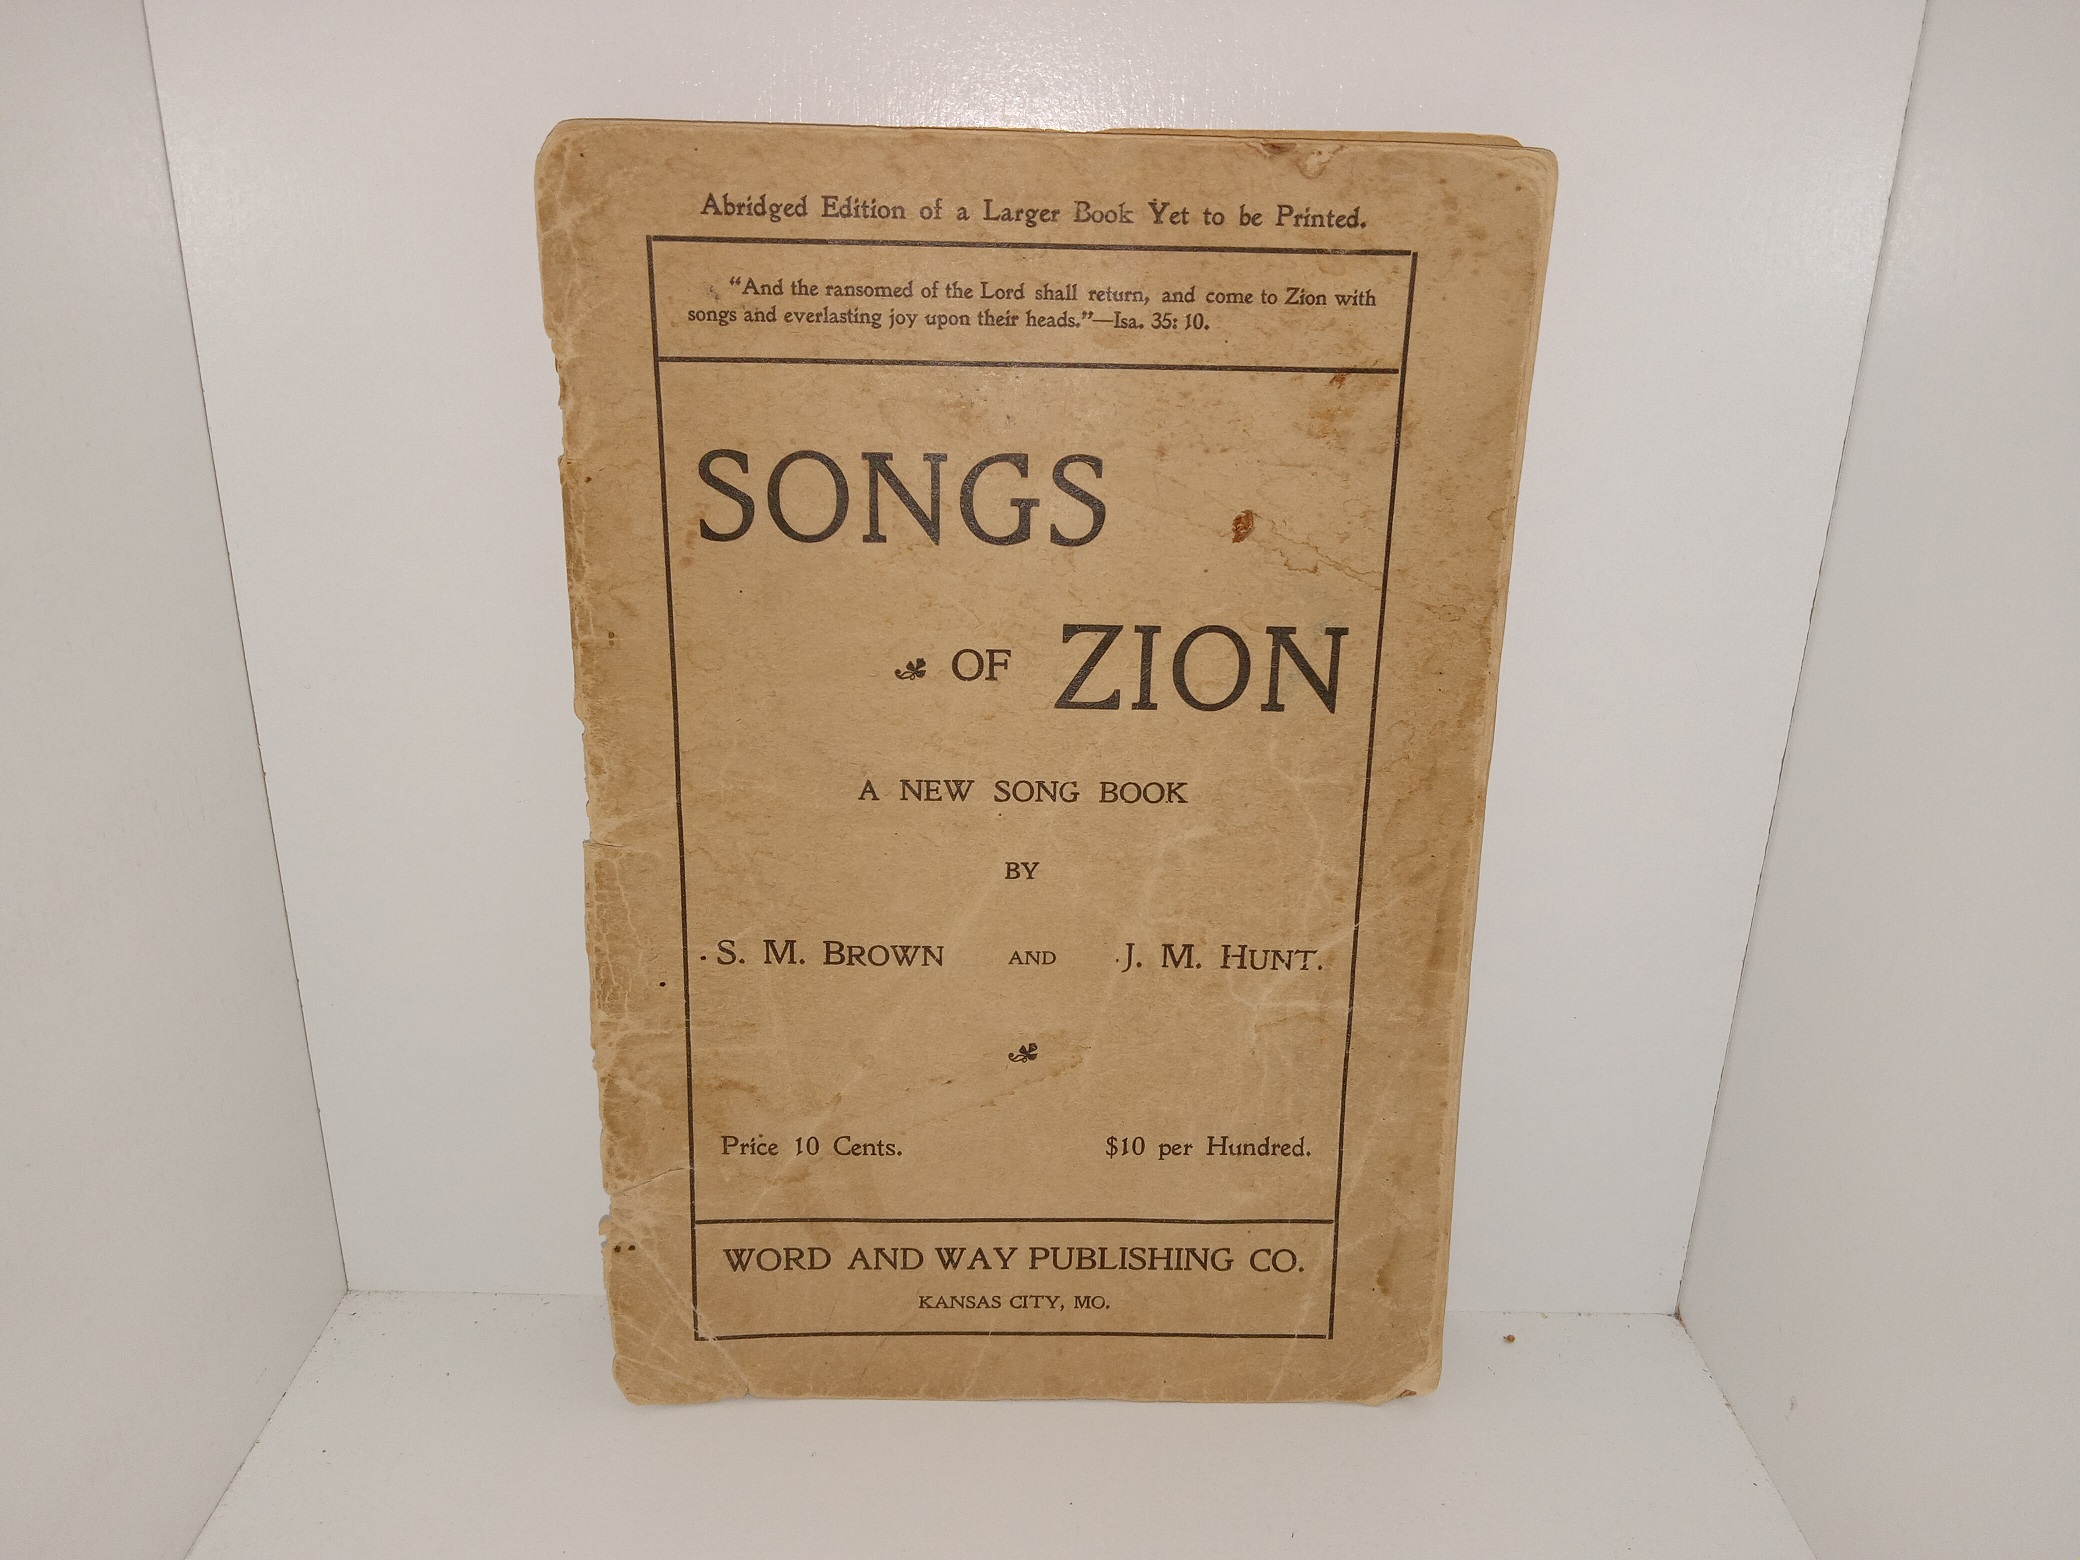 Abridged Edition of a Larger Book Yet to be Printed.
"And the ransomed of the Lord shall return, and come to Zion with
songs and everlasting joy upon their heads."—Isa. 35: 10.
SONGS
OF ZION
A NEW SONG BOOK
BY
S. M. BROWN AND J. M. HUNT.
Price 10 Cents. $10 per Hundred.
WORD AND WAY PUBLISHING CO.
KANSAS CITY, MO.